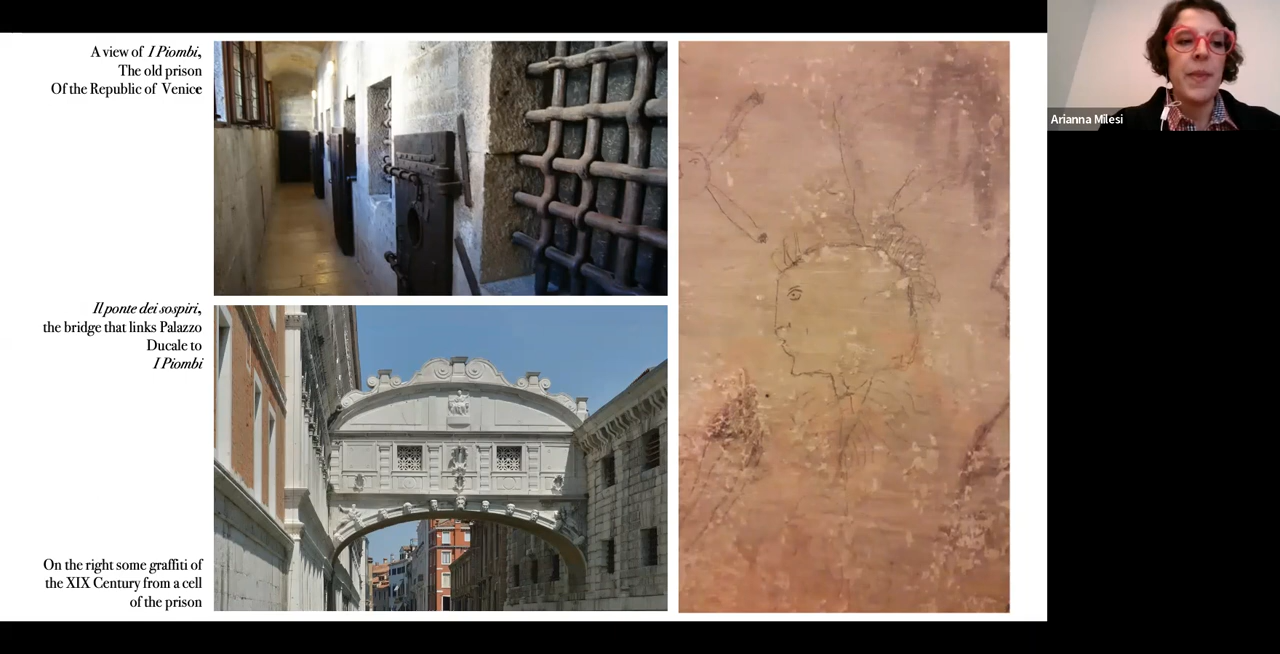 A view of I Piombi,
The old prison
Of the Republic of Venice
Il ponte dei sospiri,
the bridge that links Palazzo
Ducale to
I Piombi
On the right some graffiti of
the XIX Century from a cell
of the prison
Arianna Milesi